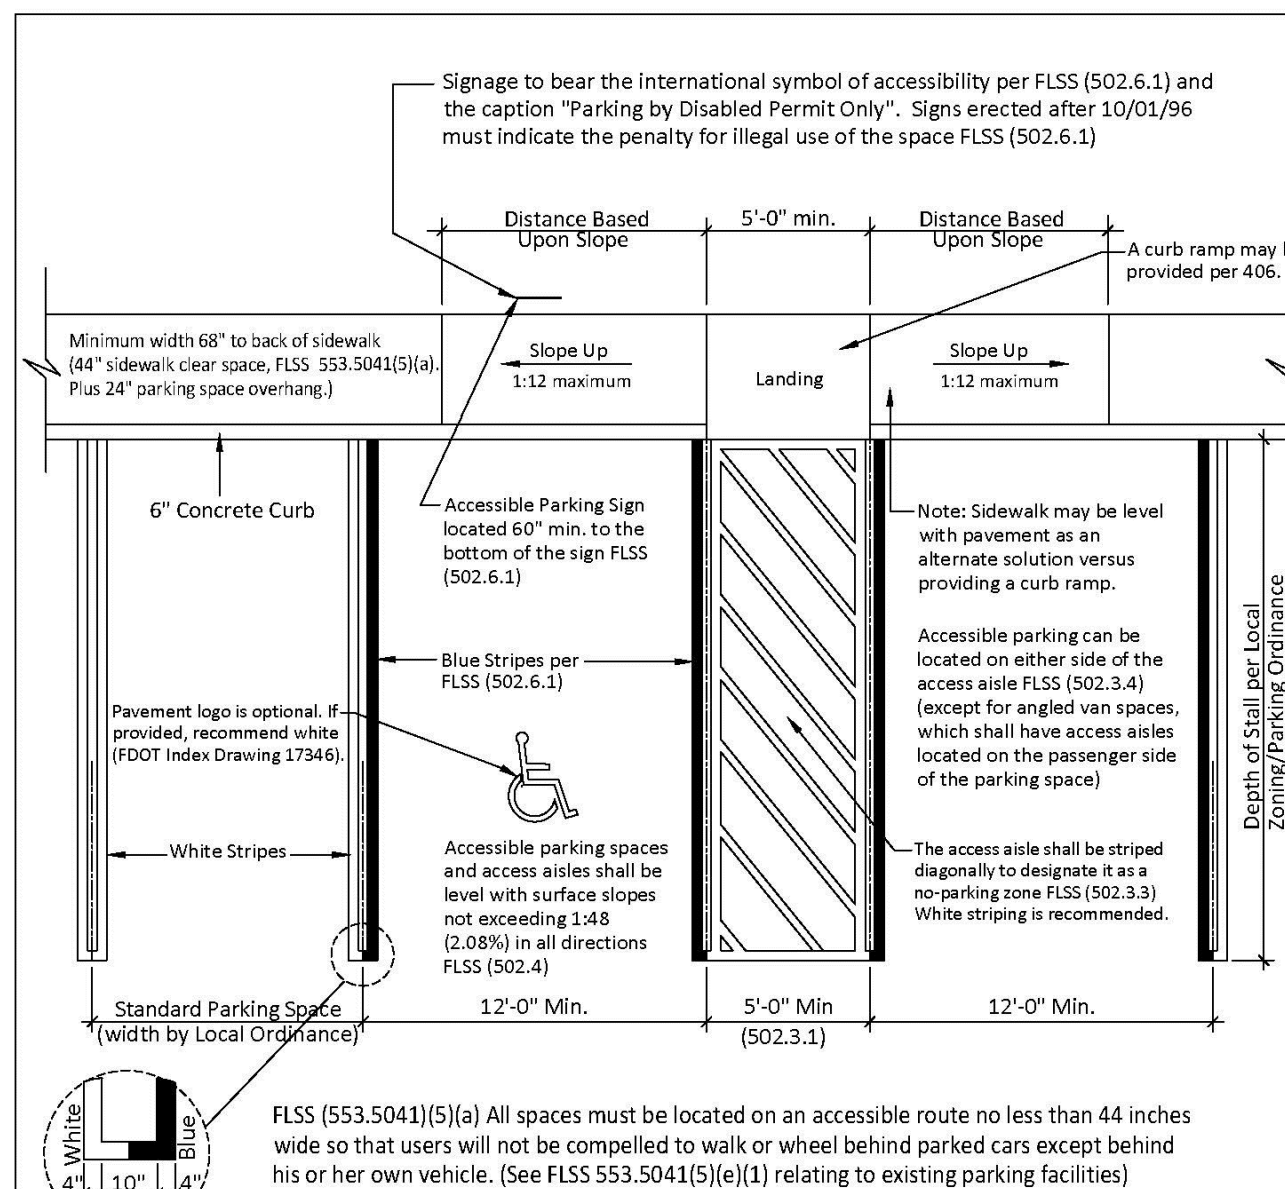 Signage to bear the international symbol of accessibility per FLSS (502.6.1) and
the caption "Parking by Disabled Permit Only".  Signs erected after 10/01/96
must indicate the penalty for illegal use of the space FLSS (502.6.1)
Distance Based
Upon Slope
5'-0" min.
Distance Based
Upon Slope
A curb ramp may
provided per 406.
Minimum width 68" to back of sidewalk
(44" sidewalk clear space, FLSS  553.5041(5)(a).
Plus 24" parking space overhang.)
Slope Up
1:12 maximum
Landing
Slope Up
1:12 maximum
6" Concrete Curb
Accessible Parking Sign
located 60" min. to the
bottom of the sign FLSS
(502.6.1)
Note: Sidewalk may be level
with pavement as an
alternate solution versus
providing a curb ramp.
Blue Stripes per
FLSS (502.6.1)
Accessible parking can be
located on either side of the
access aisle FLSS (502.3.4)
(except for angled van spaces,
which shall have access aisles
located on the passenger side
of the parking space)
Pavement logo is optional. If
provided, recommend white
(FDOT Index Drawing 17346).
White Stripes
Accessible parking spaces
and access aisles shall be
level with surface slopes
not exceeding 1:48
(2.08%) in all directions
FLSS (502.4)
The access aisle shall be striped
diagonally to designate it as a
no-parking zone FLSS (502.3.3)
White striping is recommended.
Depth of Stall per Local
Zoning/Parking Ordinance
Standard Parking Space
(width by Local Ordinance)
12'-0" Min.
5'-0" Min
(502.3.1)
12'-0" Min.
White
Blue
4"
10"
4"
FLSS (553.5041)(5)(a) All spaces must be located on an accessible route no less than 44 inches
wide so that users will not be compelled to walk or wheel behind parked cars except behind
his or her own vehicle. (See FLSS 553.5041(5)(e)(1) relating to existing parking facilities)